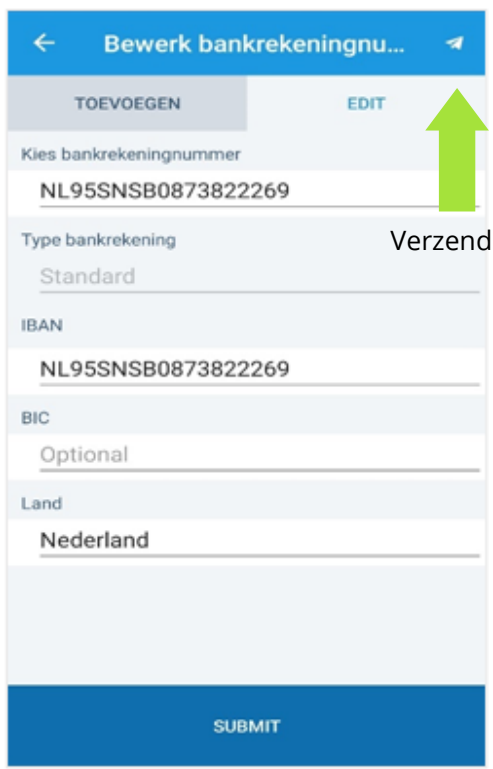 Bewerk bankrekeningnu...
TOEVOEGEN
EDIT
Kies bankrekeningnummer
NL95SNSB0873822269
Verzend
Type bankrekening
Standard
IBAN
NL95SNSB0873822269
BIC
Optional
Land
Nederland
SUBMIT